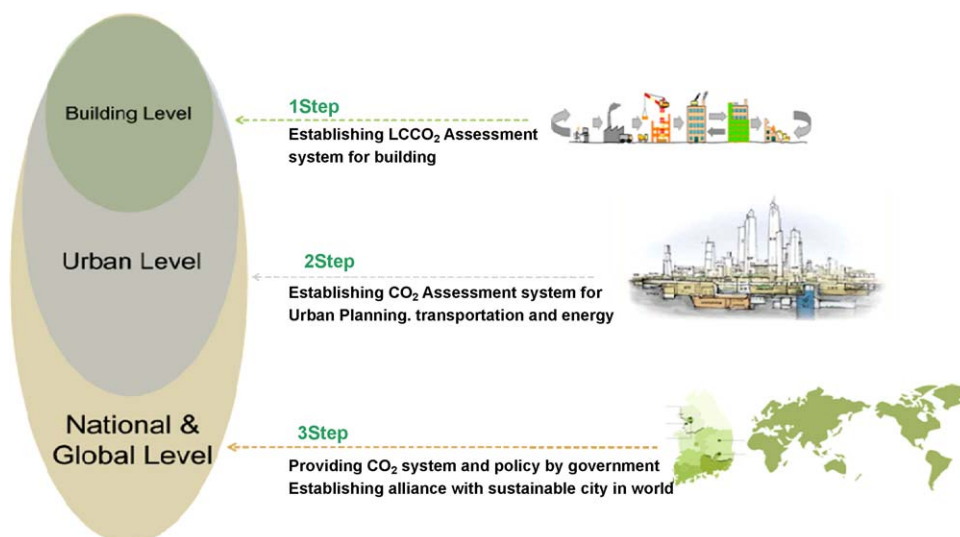 Building Level
1Step
Establishing LCCO₂ Assessment
system for building
Urban Level
2Step
Establishing CO₂ Assessment system for
Urban Planning. transportation and energy
National &
Global Level
3Step
Providing CO₂ system and policy by government
Establishing alliance with sustainable city in world